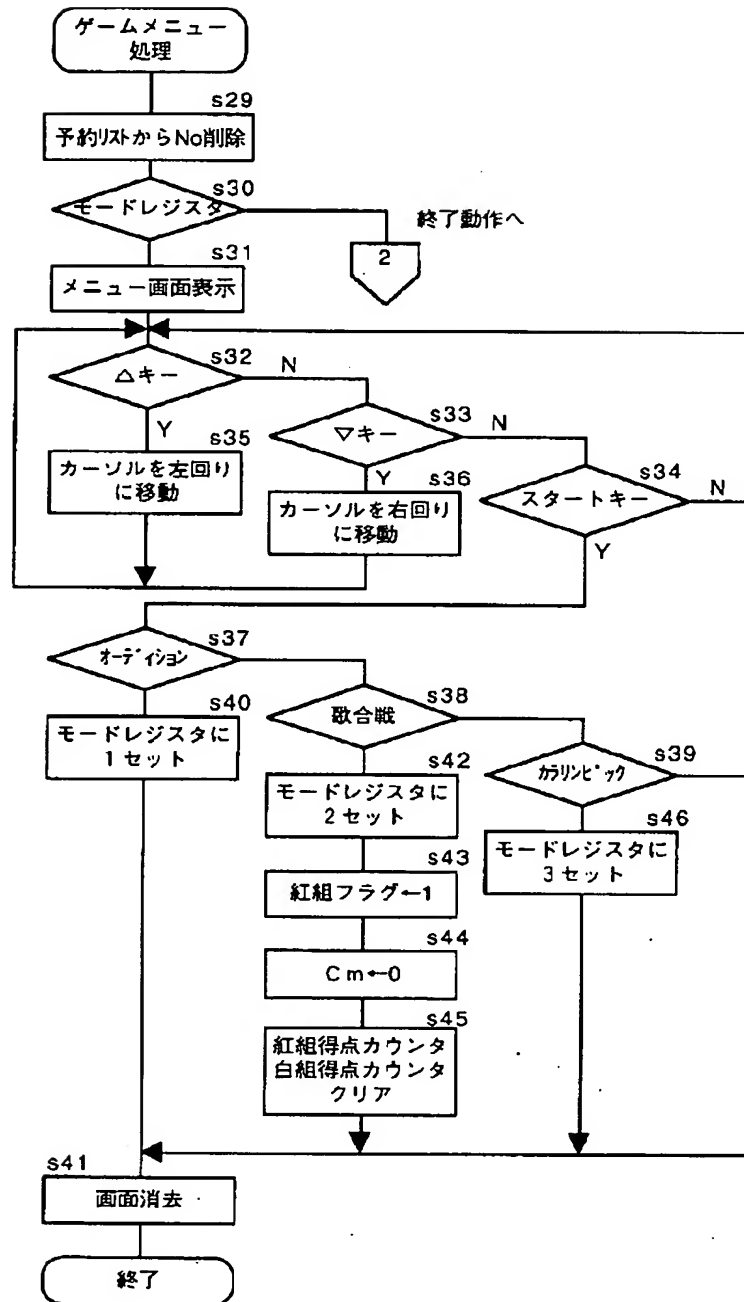 ゲームメニュー
処理
s29
予約リストからNo削除
s30
モードレジスタ
終了動作へ
2
s31
メニュー画面表示
s32
△キー
N
Y
s33
▽キー
N
Y
s34
スタートキー
N
Y
s35
カーソルを左回り
に移動
s36
カーソルを右回り
に移動
s37
オーディション
s38
歌合戦
s39
カラリンピック
s40
モードレジスタに
1セット
s42
モードレジスタに
2セット
s46
モードレジスタに
3セット
s43
紅組フラグ←1
s44
Cm←0
s45
紅組得点カウンタ
白組得点カウンタ
クリア
s41
画面消去
終了